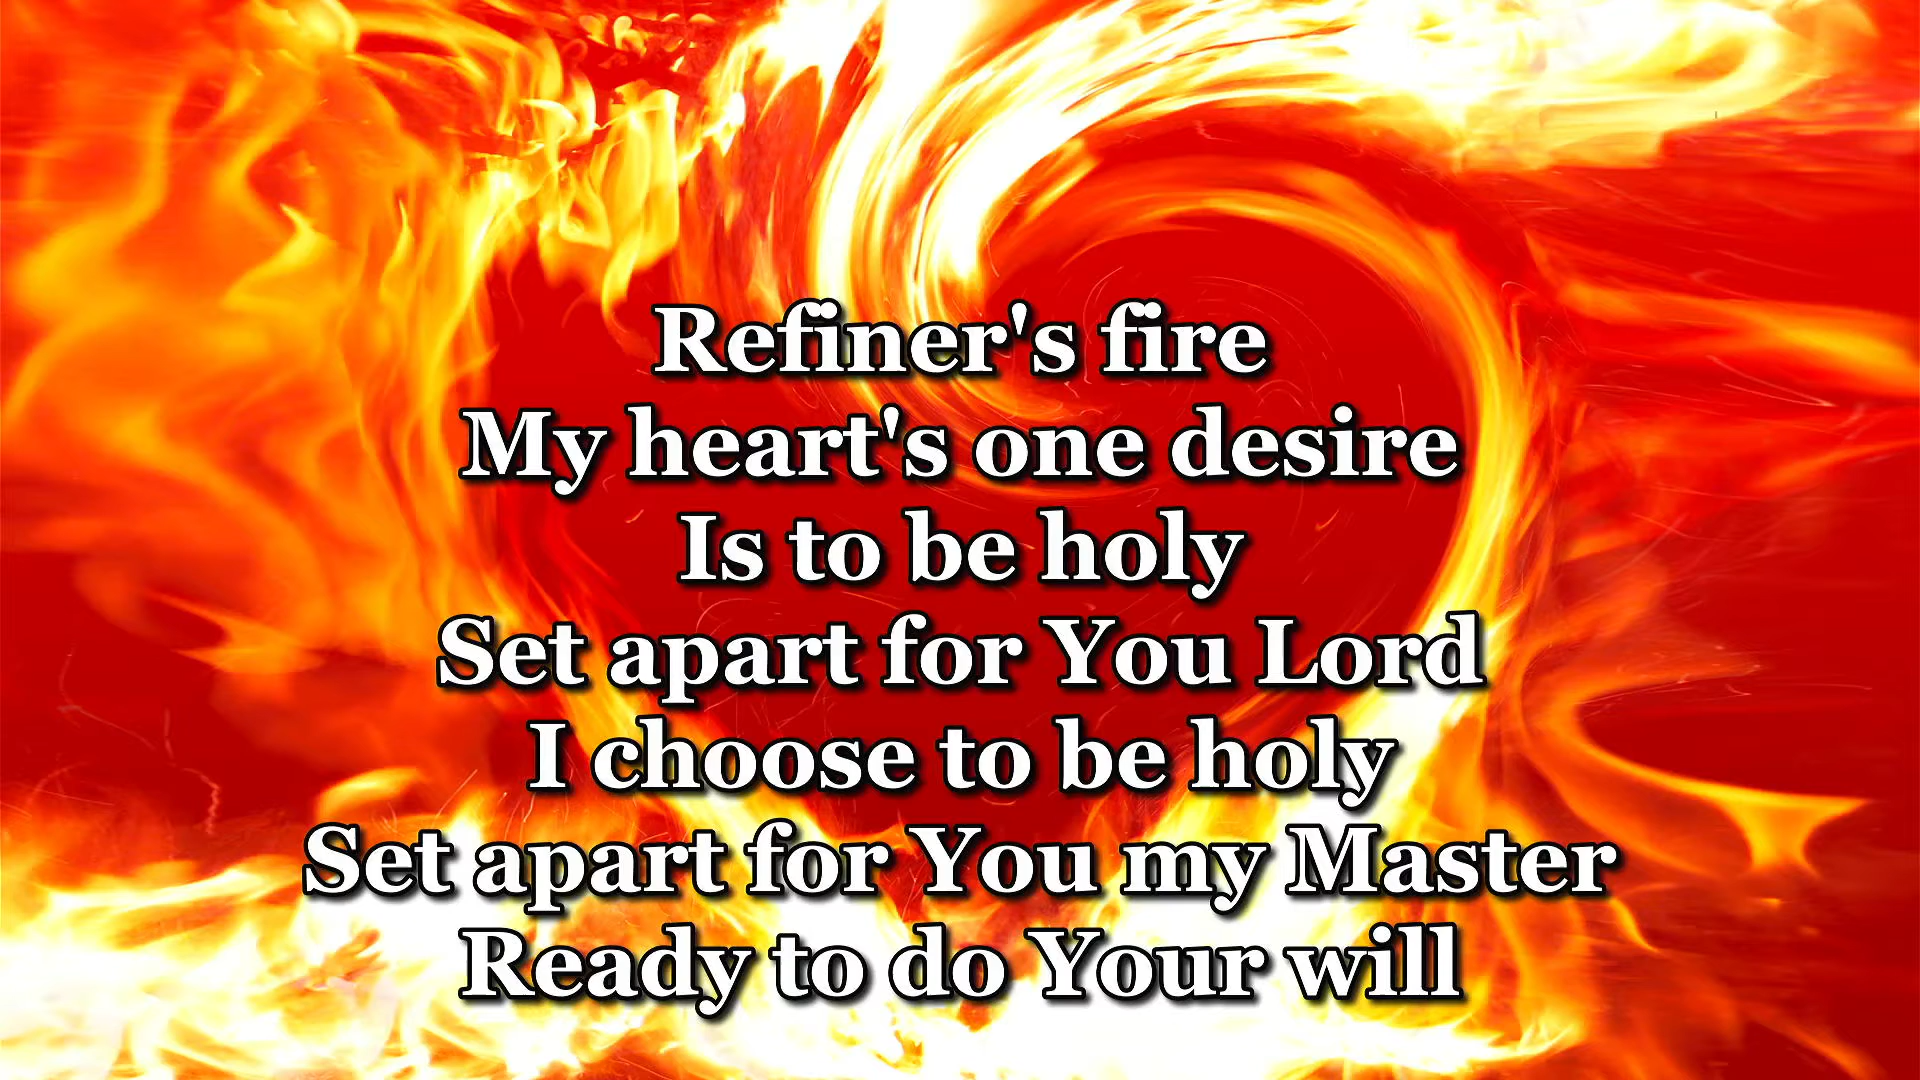 Refiner's fire
My heart's one desire
Is to be holy
Set apart for You Lord
I choose to be holy
Set apart for You my Master
Ready to do Your will